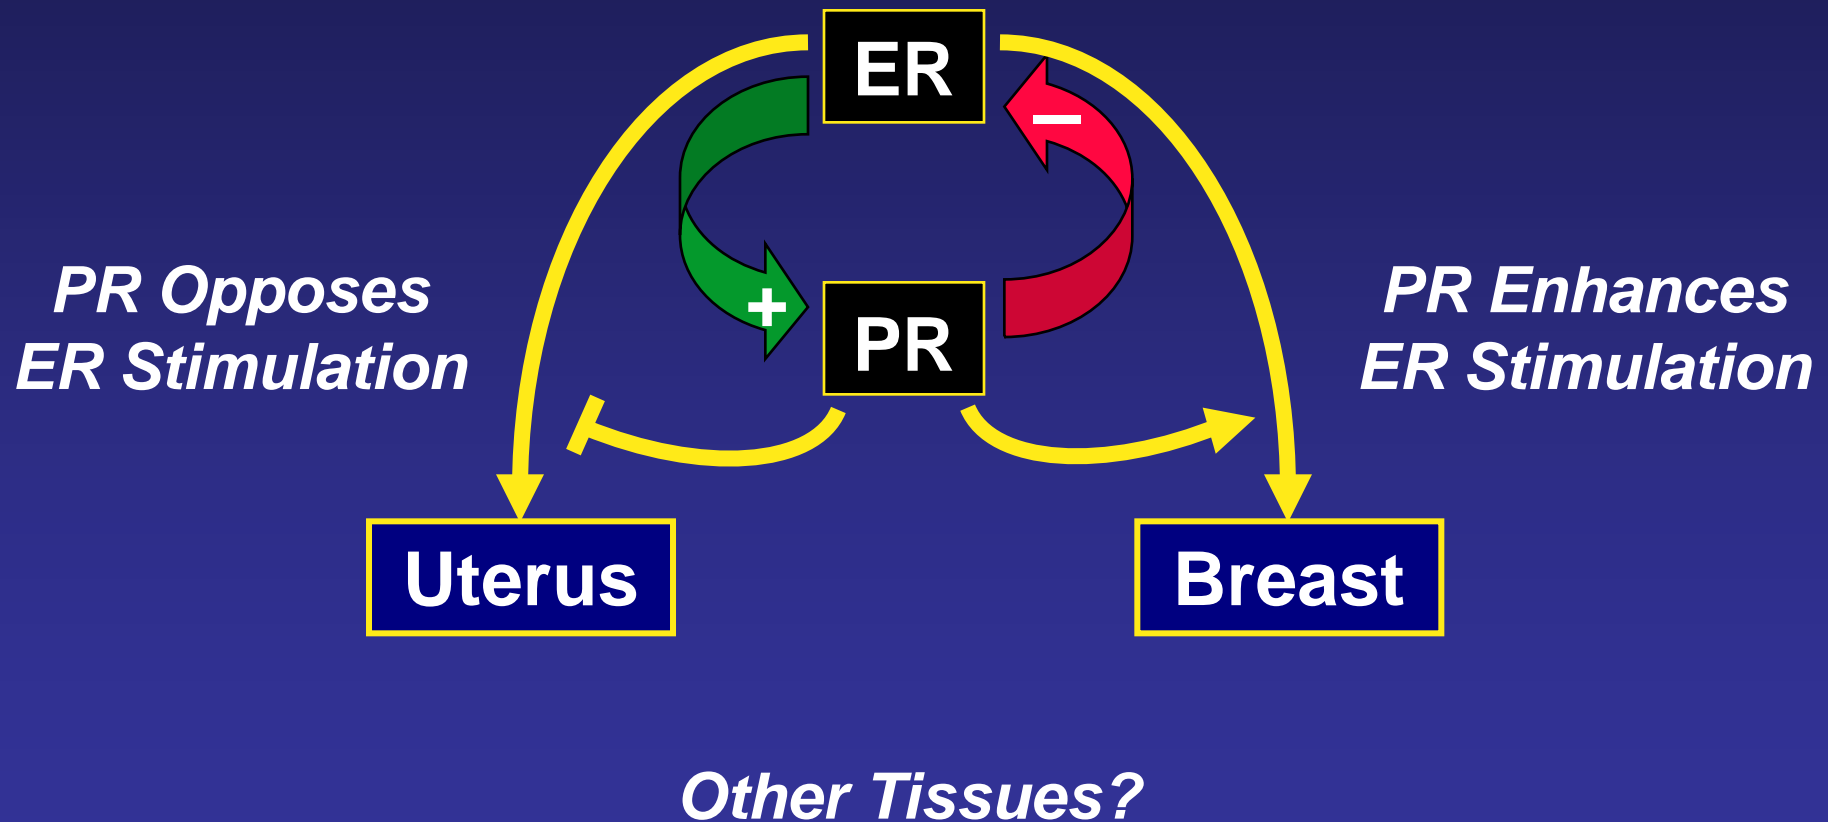 ER
–
+
PR
PR Opposes
ER Stimulation
PR Enhances
ER Stimulation
Uterus
Breast
Other Tissues?